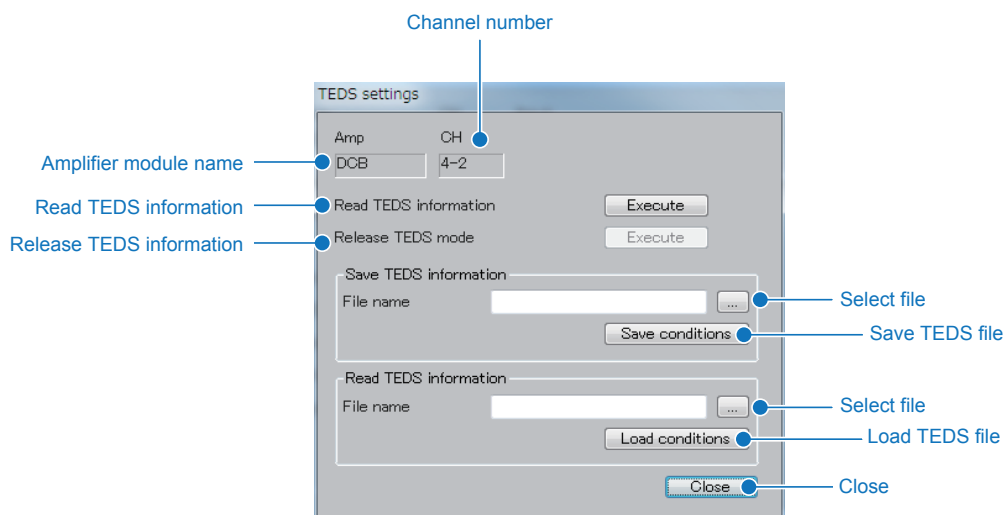 Channel number
TEDS settings
Amp CH
Amplifier module name DCB 4-2
Read TEDS information Read TEDS information Execute
Release TEDS information Release TEDS mode Execute
Save TEDS information
File name ... Select file
Save conditions Save TEDS file
Read TEDS information
File name ... Select file
Load conditions Load TEDS file
Close Close